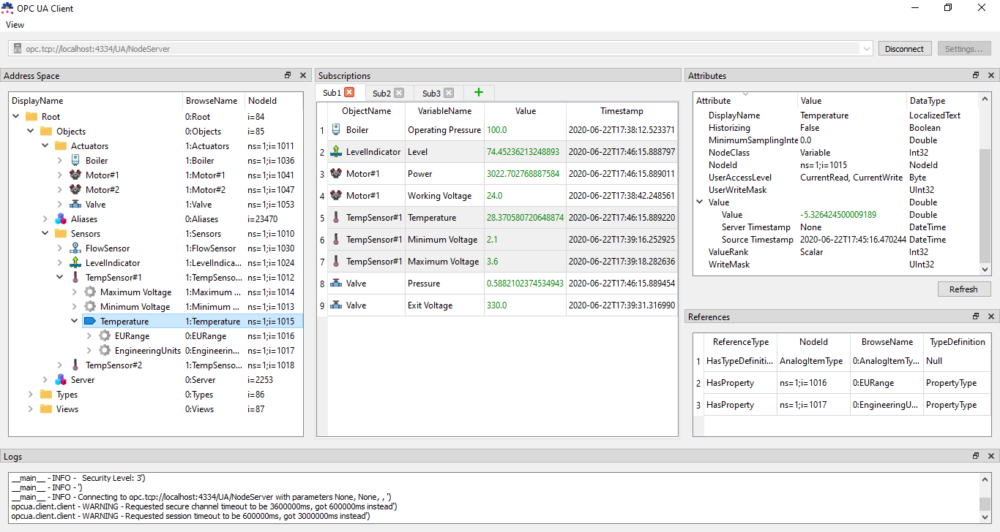 OPC UA Client
View
opc.tcp://localhost:4334/UA/NodeServer Disconnect Settings...
Address Space
DisplayName BrowseName NodeId
Root 0:Root i=84
Objects 0:Objects i=85
Actuators 1:Actuators ns=1;i=1011
Boiler 1:Boiler ns=1;i=1036
Motor#1 1:Motor#1 ns=1;i=1041
Motor#2 1:Motor#2 ns=1;i=1047
Valve 1:Valve ns=1;i=1053
Aliases 0:Aliases i=23470
Sensors 1:Sensors ns=1;i=1010
FlowSensor 1:FlowSensor ns=1;i=1030
LevelIndicator 1:LevelIndica... ns=1;i=1024
TempSensor#1 1:TempSenso... ns=1;i=1012
Maximum Voltage 1:Maximum ... ns=1;i=1014
Minimum Voltage 1:Minimum ... ns=1;i=1013
Temperature 1:Temperature ns=1;i=1015
EURange 0:EURange ns=1;i=1016
EngineeringUnits 0:Engineerin... ns=1;i=1017
TempSensor#2 1:TempSenso... ns=1;i=1018
Server 0:Server i=2253
Types 0:Types i=86
Views 0:Views i=87
Subscriptions
Sub1 Sub2 Sub3 +
ObjectName VariableName Value Timestamp
1 Boiler Operating Pressure 100.0 2020-06-22T17:38:12.523371
2 LevelIndicator Level 74.45236213248893 2020-06-22T17:46:15.888797
3 Motor#1 Power 3022.702768887584 2020-06-22T17:46:15.889011
4 Motor#1 Working Voltage 24.0 2020-06-22T17:38:42.248561
5 TempSensor#1 Temperature 28.370580720648874 2020-06-22T17:46:15.889220
6 TempSensor#1 Minimum Voltage 2.1 2020-06-22T17:39:16.252925
7 TempSensor#1 Maximum Voltage 3.6 2020-06-22T17:39:18.282636
8 Valve Pressure 0.5882102374534943 2020-06-22T17:46:15.889454
9 Valve Exit Voltage 330.0 2020-06-22T17:39:31.316990
Attributes
Attribute Value DataType
DisplayName Temperature LocalizedText
Historizing False Boolean
MinimumSamplingInte 0.0 Double
NodeClass Variable Int32
NodeId ns=1;i=1015 NodeId
UserAccessLevel CurrentRead, CurrentWrite Byte
UserWriteMask UInt32
Value Double
Value -5.326424500009189 Double
Server Timestamp None DateTime
Source Timestamp 2020-06-22T17:45:16.470244 DateTime
ValueRank Scalar Int32
WriteMask UInt32
Refresh
References
ReferenceType NodeId BrowseName TypeDefinition
1 HasTypeDefiniti... AnalogItemType 0:AnalogItemTy... Null
2 HasProperty ns=1;i=1016 0:EURange PropertyType
3 HasProperty ns=1;i=1017 0:EngineeringU... PropertyType
Logs
__main__ - INFO -   Security Level: 3')
__main__ - INFO - ')
__main__ - INFO - Connecting to opc.tcp://localhost:4334/UA/NodeServer with parameters None, None, , ')
opcua.client.client - WARNING - Requested secure channel timeout to be 3600000ms, got 600000ms instead')
opcua.client.client - WARNING - Requested session timeout to be 600000ms, got 3000000ms instead')